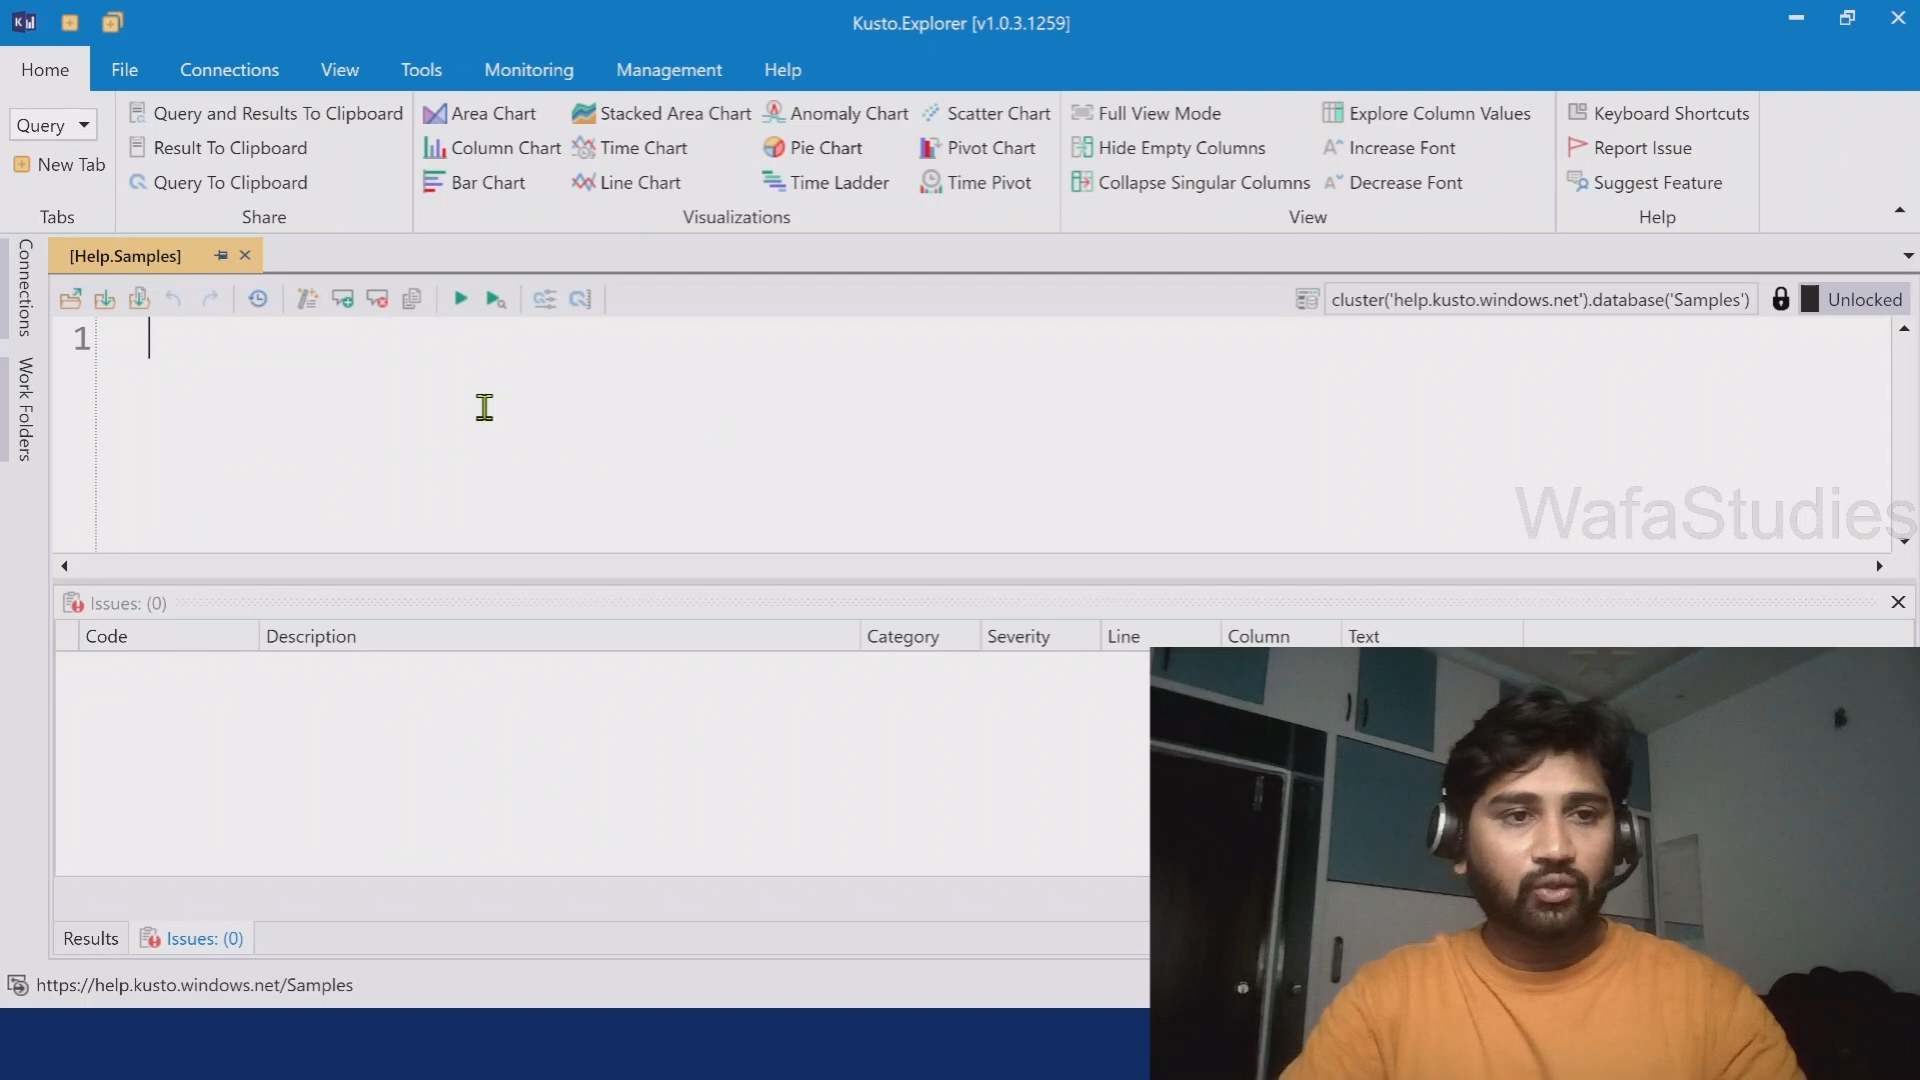 Kusto.Explorer [v1.0.3.1259]
Home File Connections View Tools Monitoring Management Help
Query
New Tab
Tabs
Query and Results To Clipboard
Result To Clipboard
Query To Clipboard
Share
Area Chart Stacked Area Chart Anomaly Chart Scatter Chart
Column Chart Time Chart Pie Chart Pivot Chart
Bar Chart Line Chart Time Ladder Time Pivot
Visualizations
Full View Mode Explore Column Values
Hide Empty Columns Increase Font
Collapse Singular Columns Decrease Font
View
Keyboard Shortcuts
Report Issue
Suggest Feature
Help
Connections
Work Folders
[Help.Samples]
cluster('help.kusto.windows.net').database('Samples') Unlocked
1
WafaStudies
Issues: (0)
Code Description Category Severity Line Column Text
Results Issues: (0)
https://help.kusto.windows.net/Samples